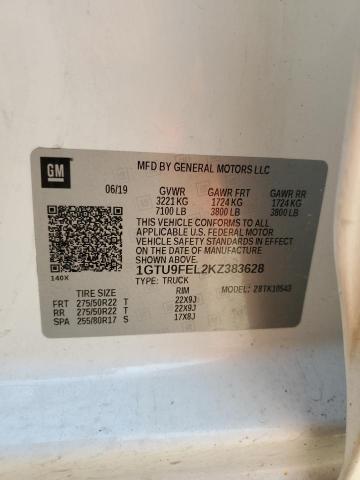 GM
MFD BY GENERAL MOTORS LLC
06/19 GVWR GAWR FRT GAWR RR
3221 KG 1724 KG 1724 KG
7100 LB 3800 LB 3800 LB
THIS VEHICLE CONFORMS TO ALL
APPLICABLE U.S. FEDERAL MOTOR
VEHICLE SAFETY STANDARDS IN
EFFECT ON THE DATE OF MANUFACTURE
SHOWN ABOVE.
1GTU9FEL2KZ383628
140X TYPE: TRUCK
TIRE SIZE RIM MODEL: 28TK10543
FRT 275/50R22 T 22X9J
RR 275/50R22 T 22X9J
SPA 255/80R17 S 17X8J